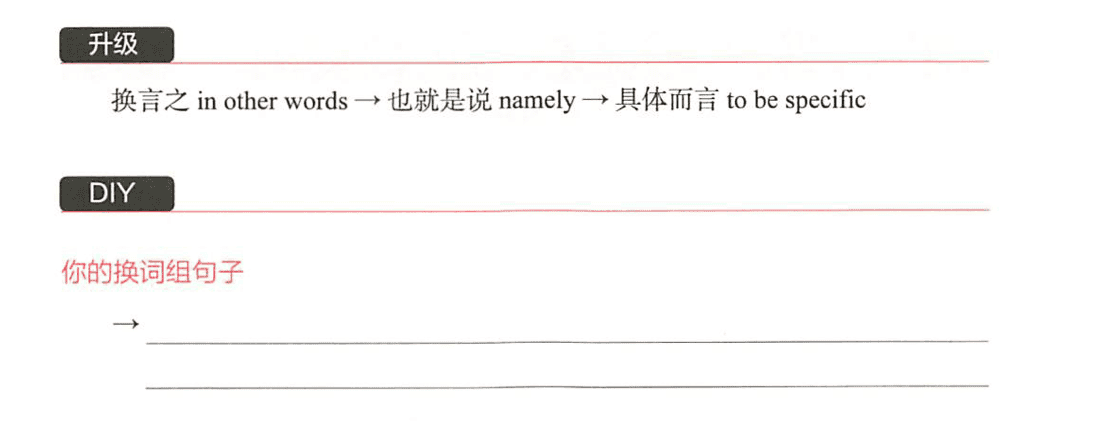 升级
换言之 in other words → 也就是说 namely → 具体而言 to be specific
DIY
你的换词组句子
→